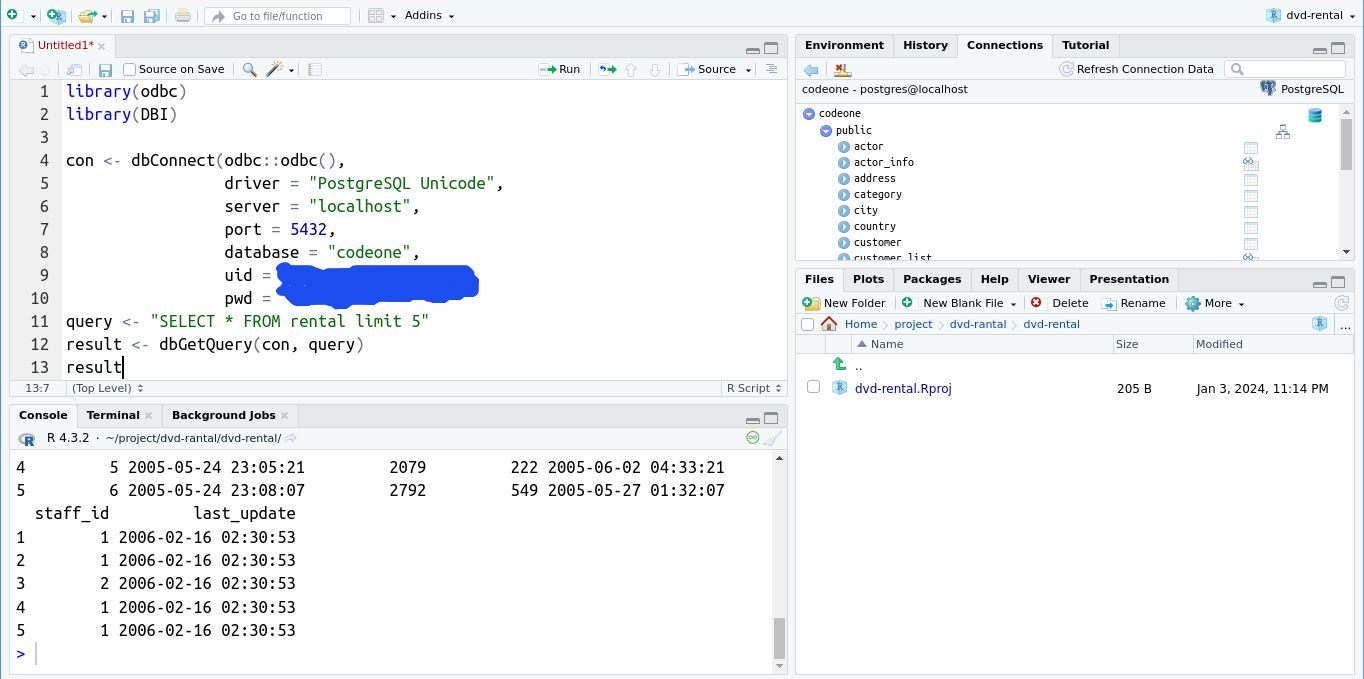 Go to file/function
Addins
dvd-rental
Untitled1*
Source on Save
Run
Source
1 library(odbc)
2 library(DBI)
3
4 con <- dbConnect(odbc::odbc(),
5 driver = "PostgreSQL Unicode",
6 server = "localhost",
7 port = 5432,
8 database = "codeone",
9 uid =
10 pwd =
11 query <- "SELECT * FROM rental limit 5"
12 result <- dbGetQuery(con, query)
13 result
13:7 (Top Level) R Script
Console Terminal Background Jobs
R 4.3.2 · ~/project/dvd-rantal/dvd-rental/
4 5 2005-05-24 23:05:21 2079 222 2005-06-02 04:33:21
5 6 2005-05-24 23:08:07 2792 549 2005-05-27 01:32:07
staff_id last_update
1 1 2006-02-16 02:30:53
2 1 2006-02-16 02:30:53
3 2 2006-02-16 02:30:53
4 1 2006-02-16 02:30:53
5 1 2006-02-16 02:30:53
>
Environment History Connections Tutorial
Refresh Connection Data
codeone - postgres@localhost PostgreSQL
codeone
public
actor
actor_info
address
category
city
country
customer
customer_list
Files Plots Packages Help Viewer Presentation
New Folder New Blank File Delete Rename More
Home project dvd-rantal dvd-rental ...
Name Size Modified
..
dvd-rental.Rproj 205 B Jan 3, 2024, 11:14 PM